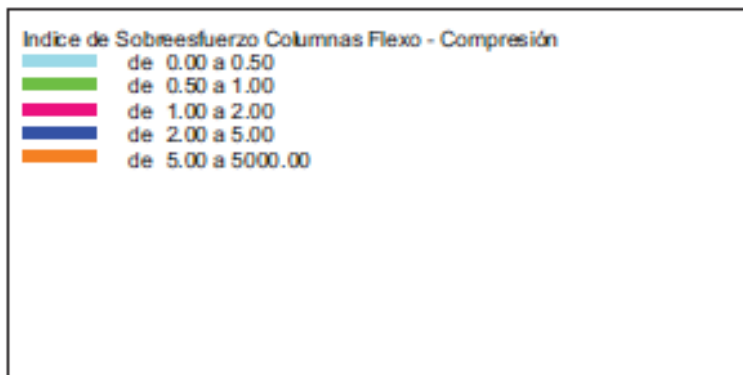 Indice de Sobreesfuerzo Columnas Flexo - Compresión
de 0.00 a 0.50
de 0.50 a 1.00
de 1.00 a 2.00
de 2.00 a 5.00
de 5.00 a 5000.00